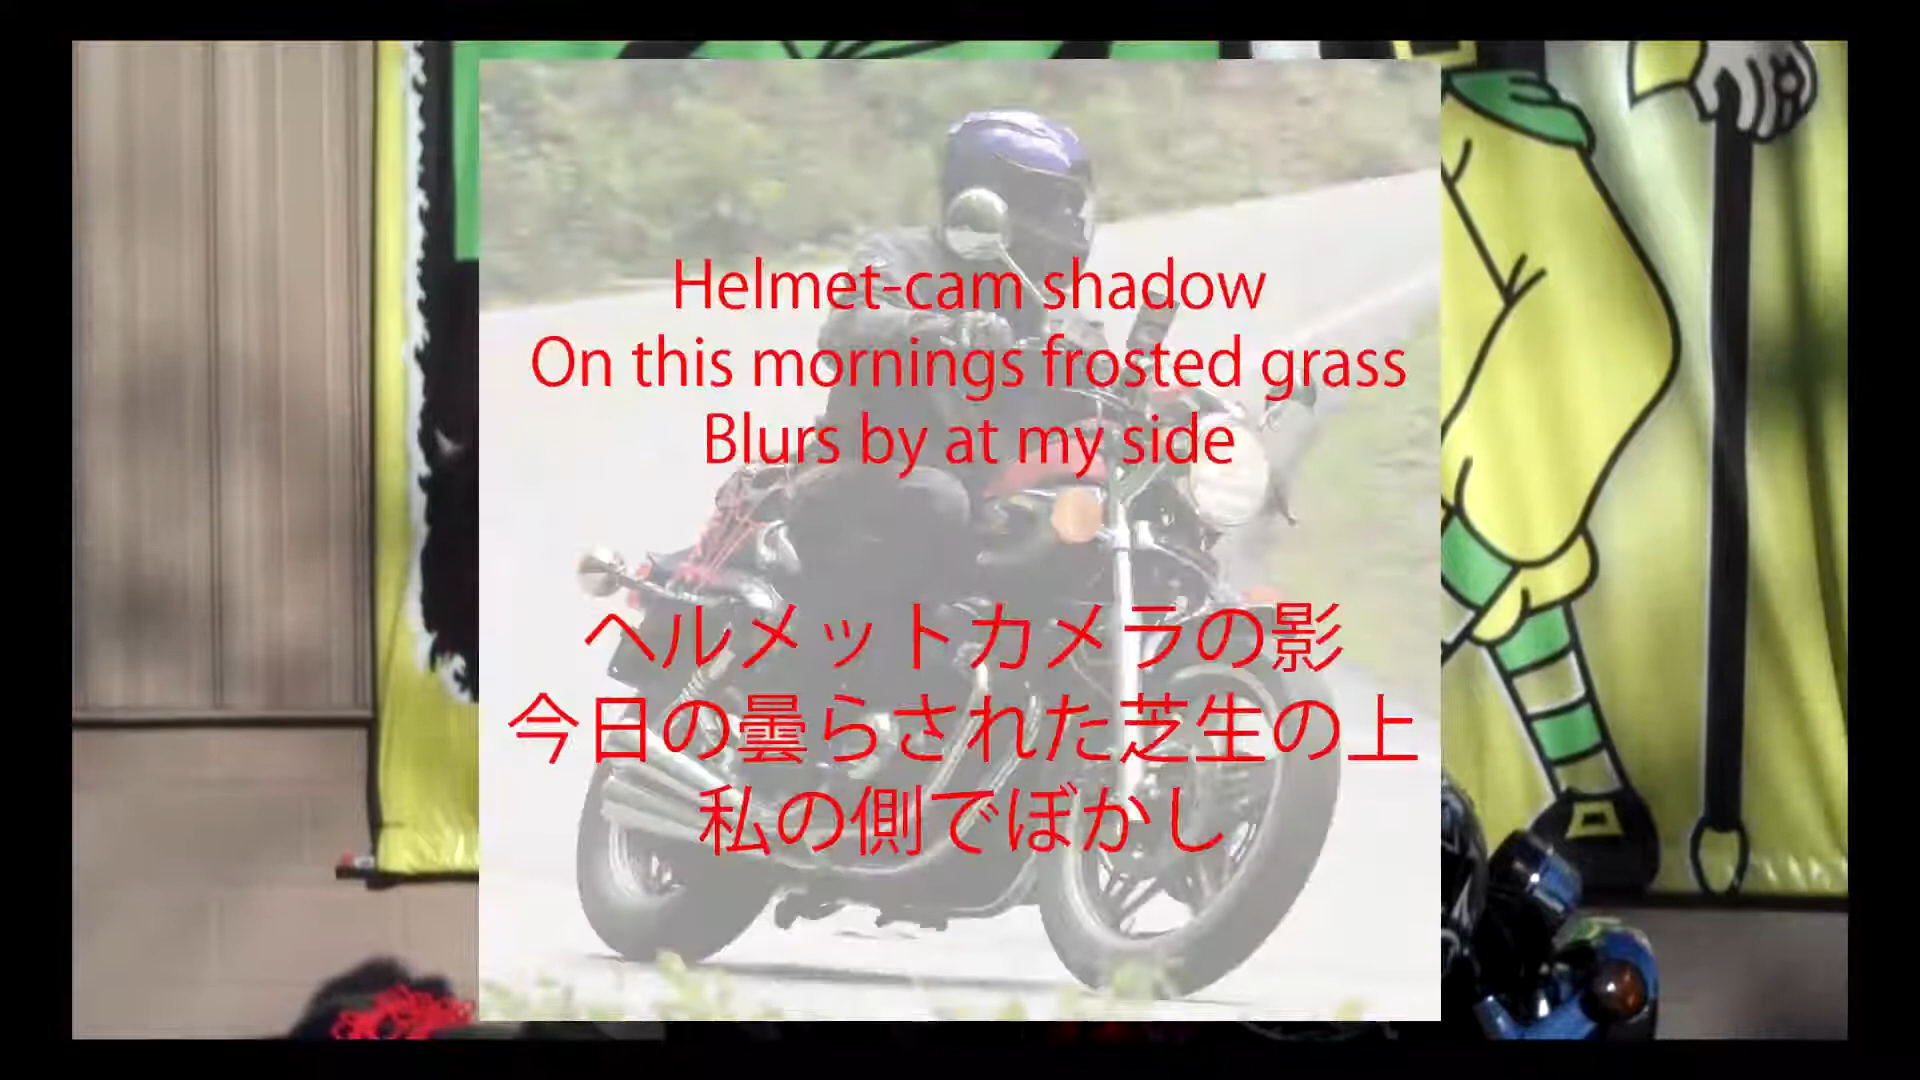 Helmet-cam shadow
On this mornings frosted grass
Blurs by at my side
ヘルメットカメラの影
今日の曇らされた芝生の上
私の側でぼかし